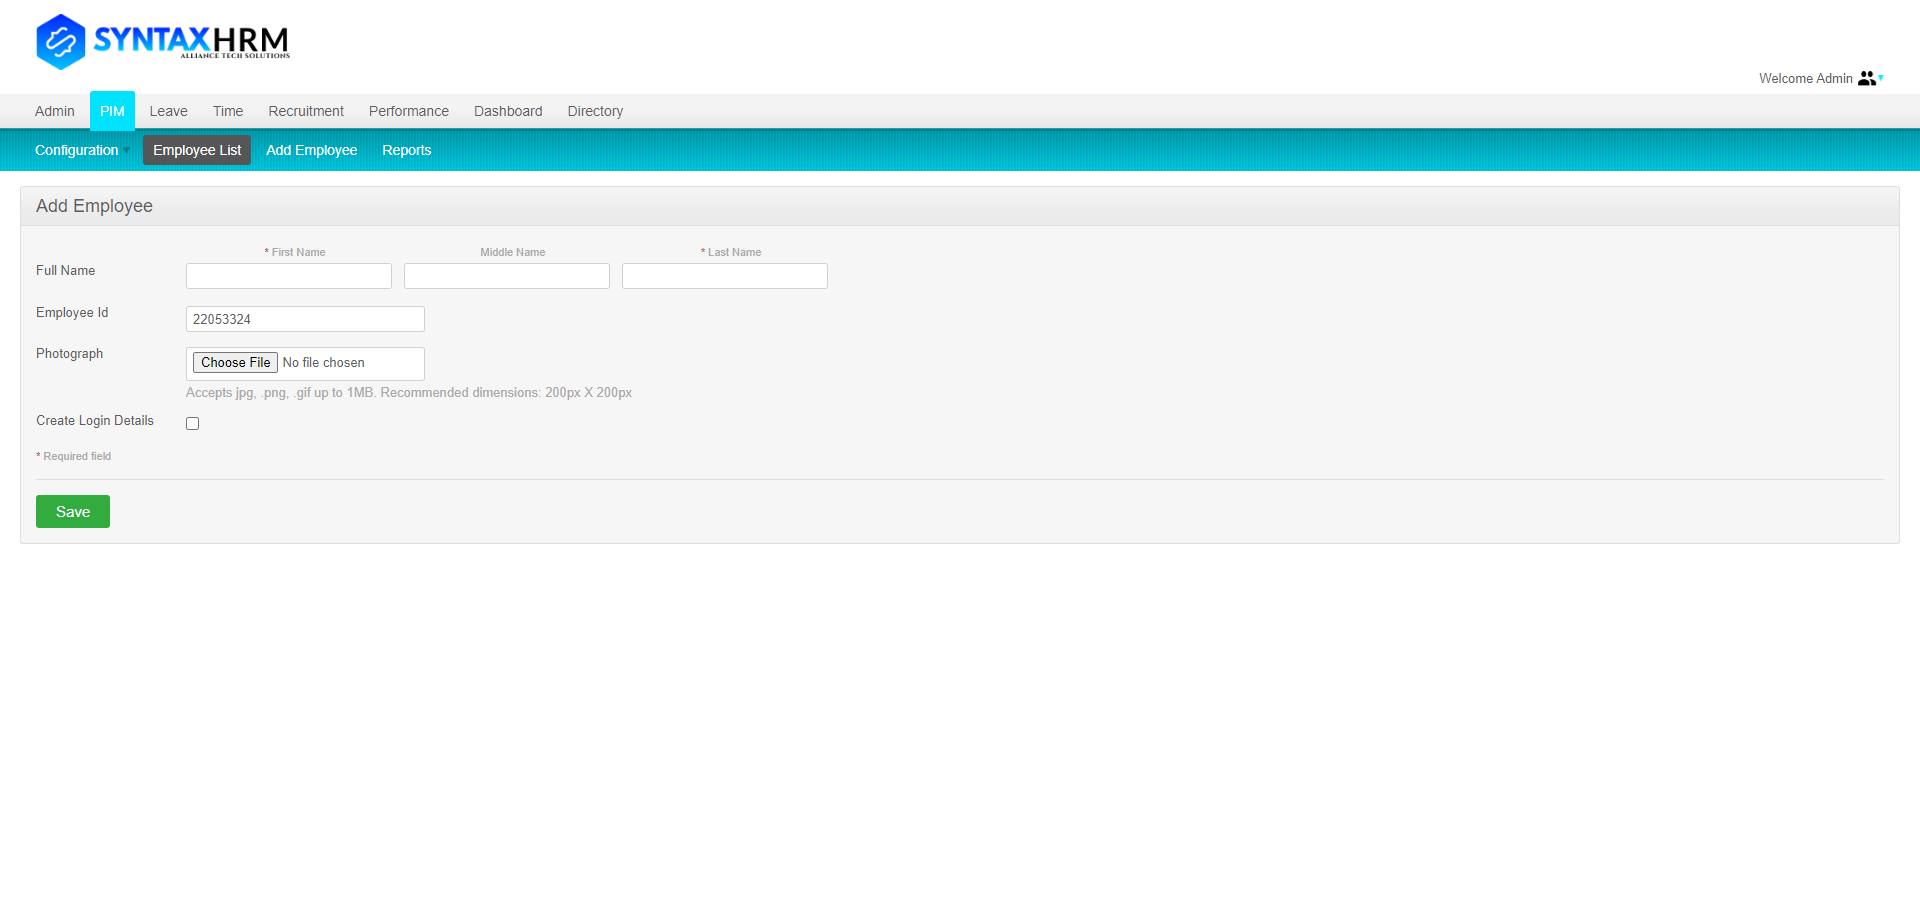 SYNTAXHRM
ALLIANCE TECH SOLUTIONS
Welcome Admin
Admin PIM Leave Time Recruitment Performance Dashboard Directory
Configuration Employee List Add Employee Reports
Add Employee
* First Name Middle Name * Last Name
Full Name
Employee Id 22053324
Photograph Choose File No file chosen
Accepts jpg, .png, .gif up to 1MB. Recommended dimensions: 200px X 200px
Create Login Details
* Required field
Save